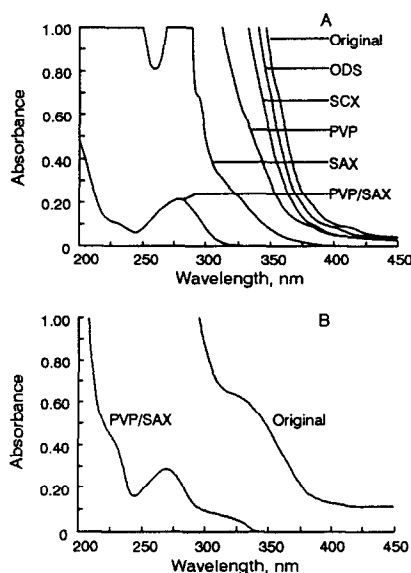 A
Absorbance
1.00
0.80
0.60
0.40
0.20
0
Original
ODS
SCX
PVP
SAX
PVP/SAX
200 250 300 350 400 450
Wavelength, nm
B
Absorbance
1.00
0.80
0.60
0.40
0.20
0
PVP/SAX
Original
200 250 300 350 400 450
Wavelength, nm